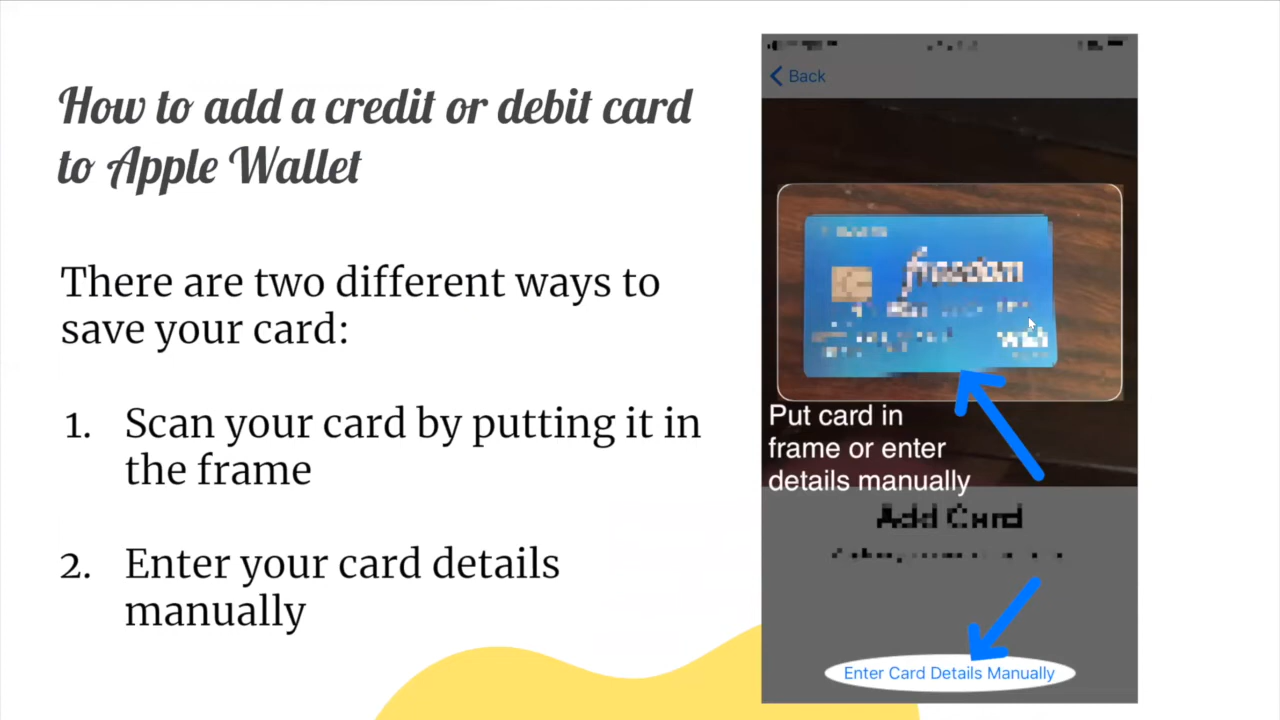 How to add a credit or debit card
to Apple Wallet
There are two different ways to
save your card:
1. Scan your card by putting it in
the frame
2. Enter your card details
manually
Back
freedom
Put card in
frame or enter
details manually
Add Card
Enter Card Details Manually